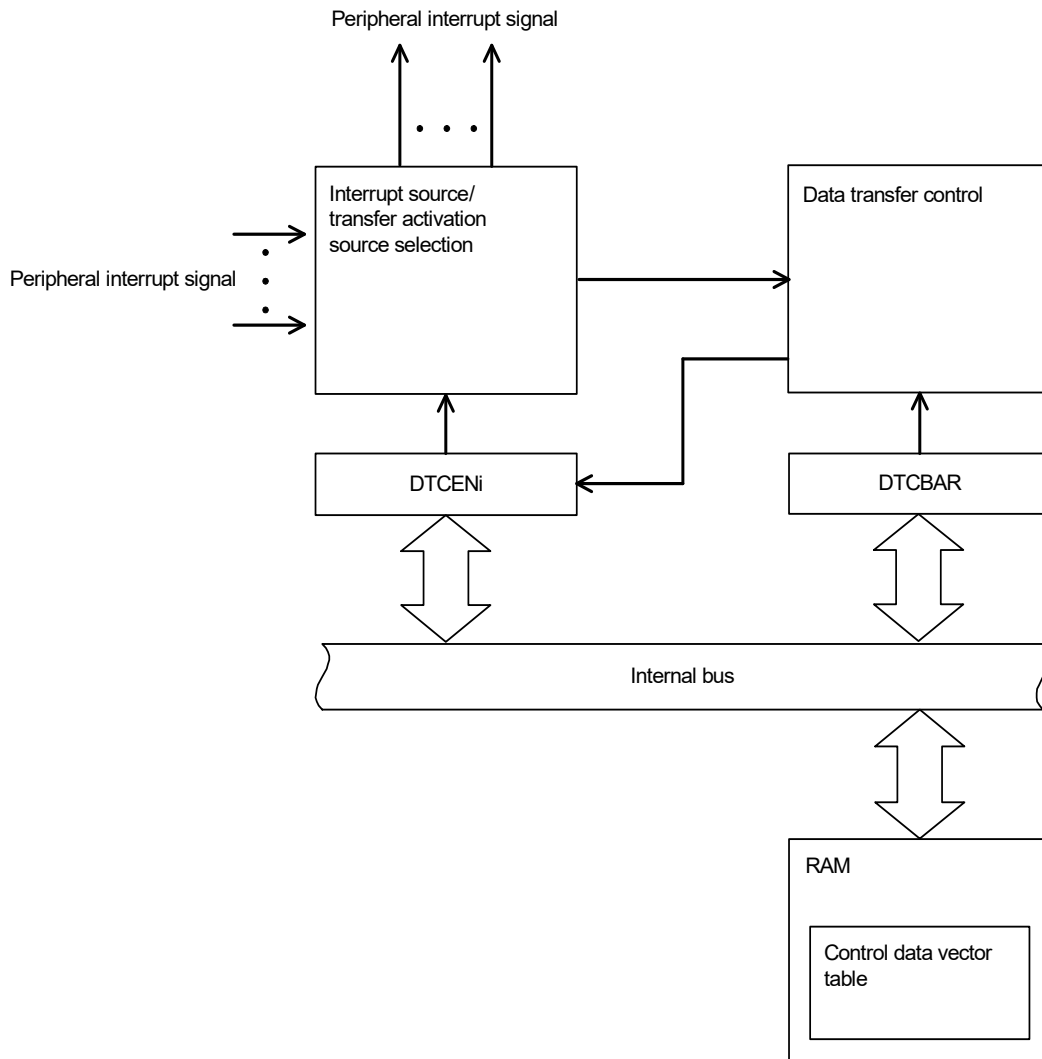 Peripheral interrupt signal
Interrupt source/
transfer activation
source selection
Data transfer control
Peripheral interrupt signal
DTCENi
DTCBAR
Internal bus
RAM
Control data vector
table